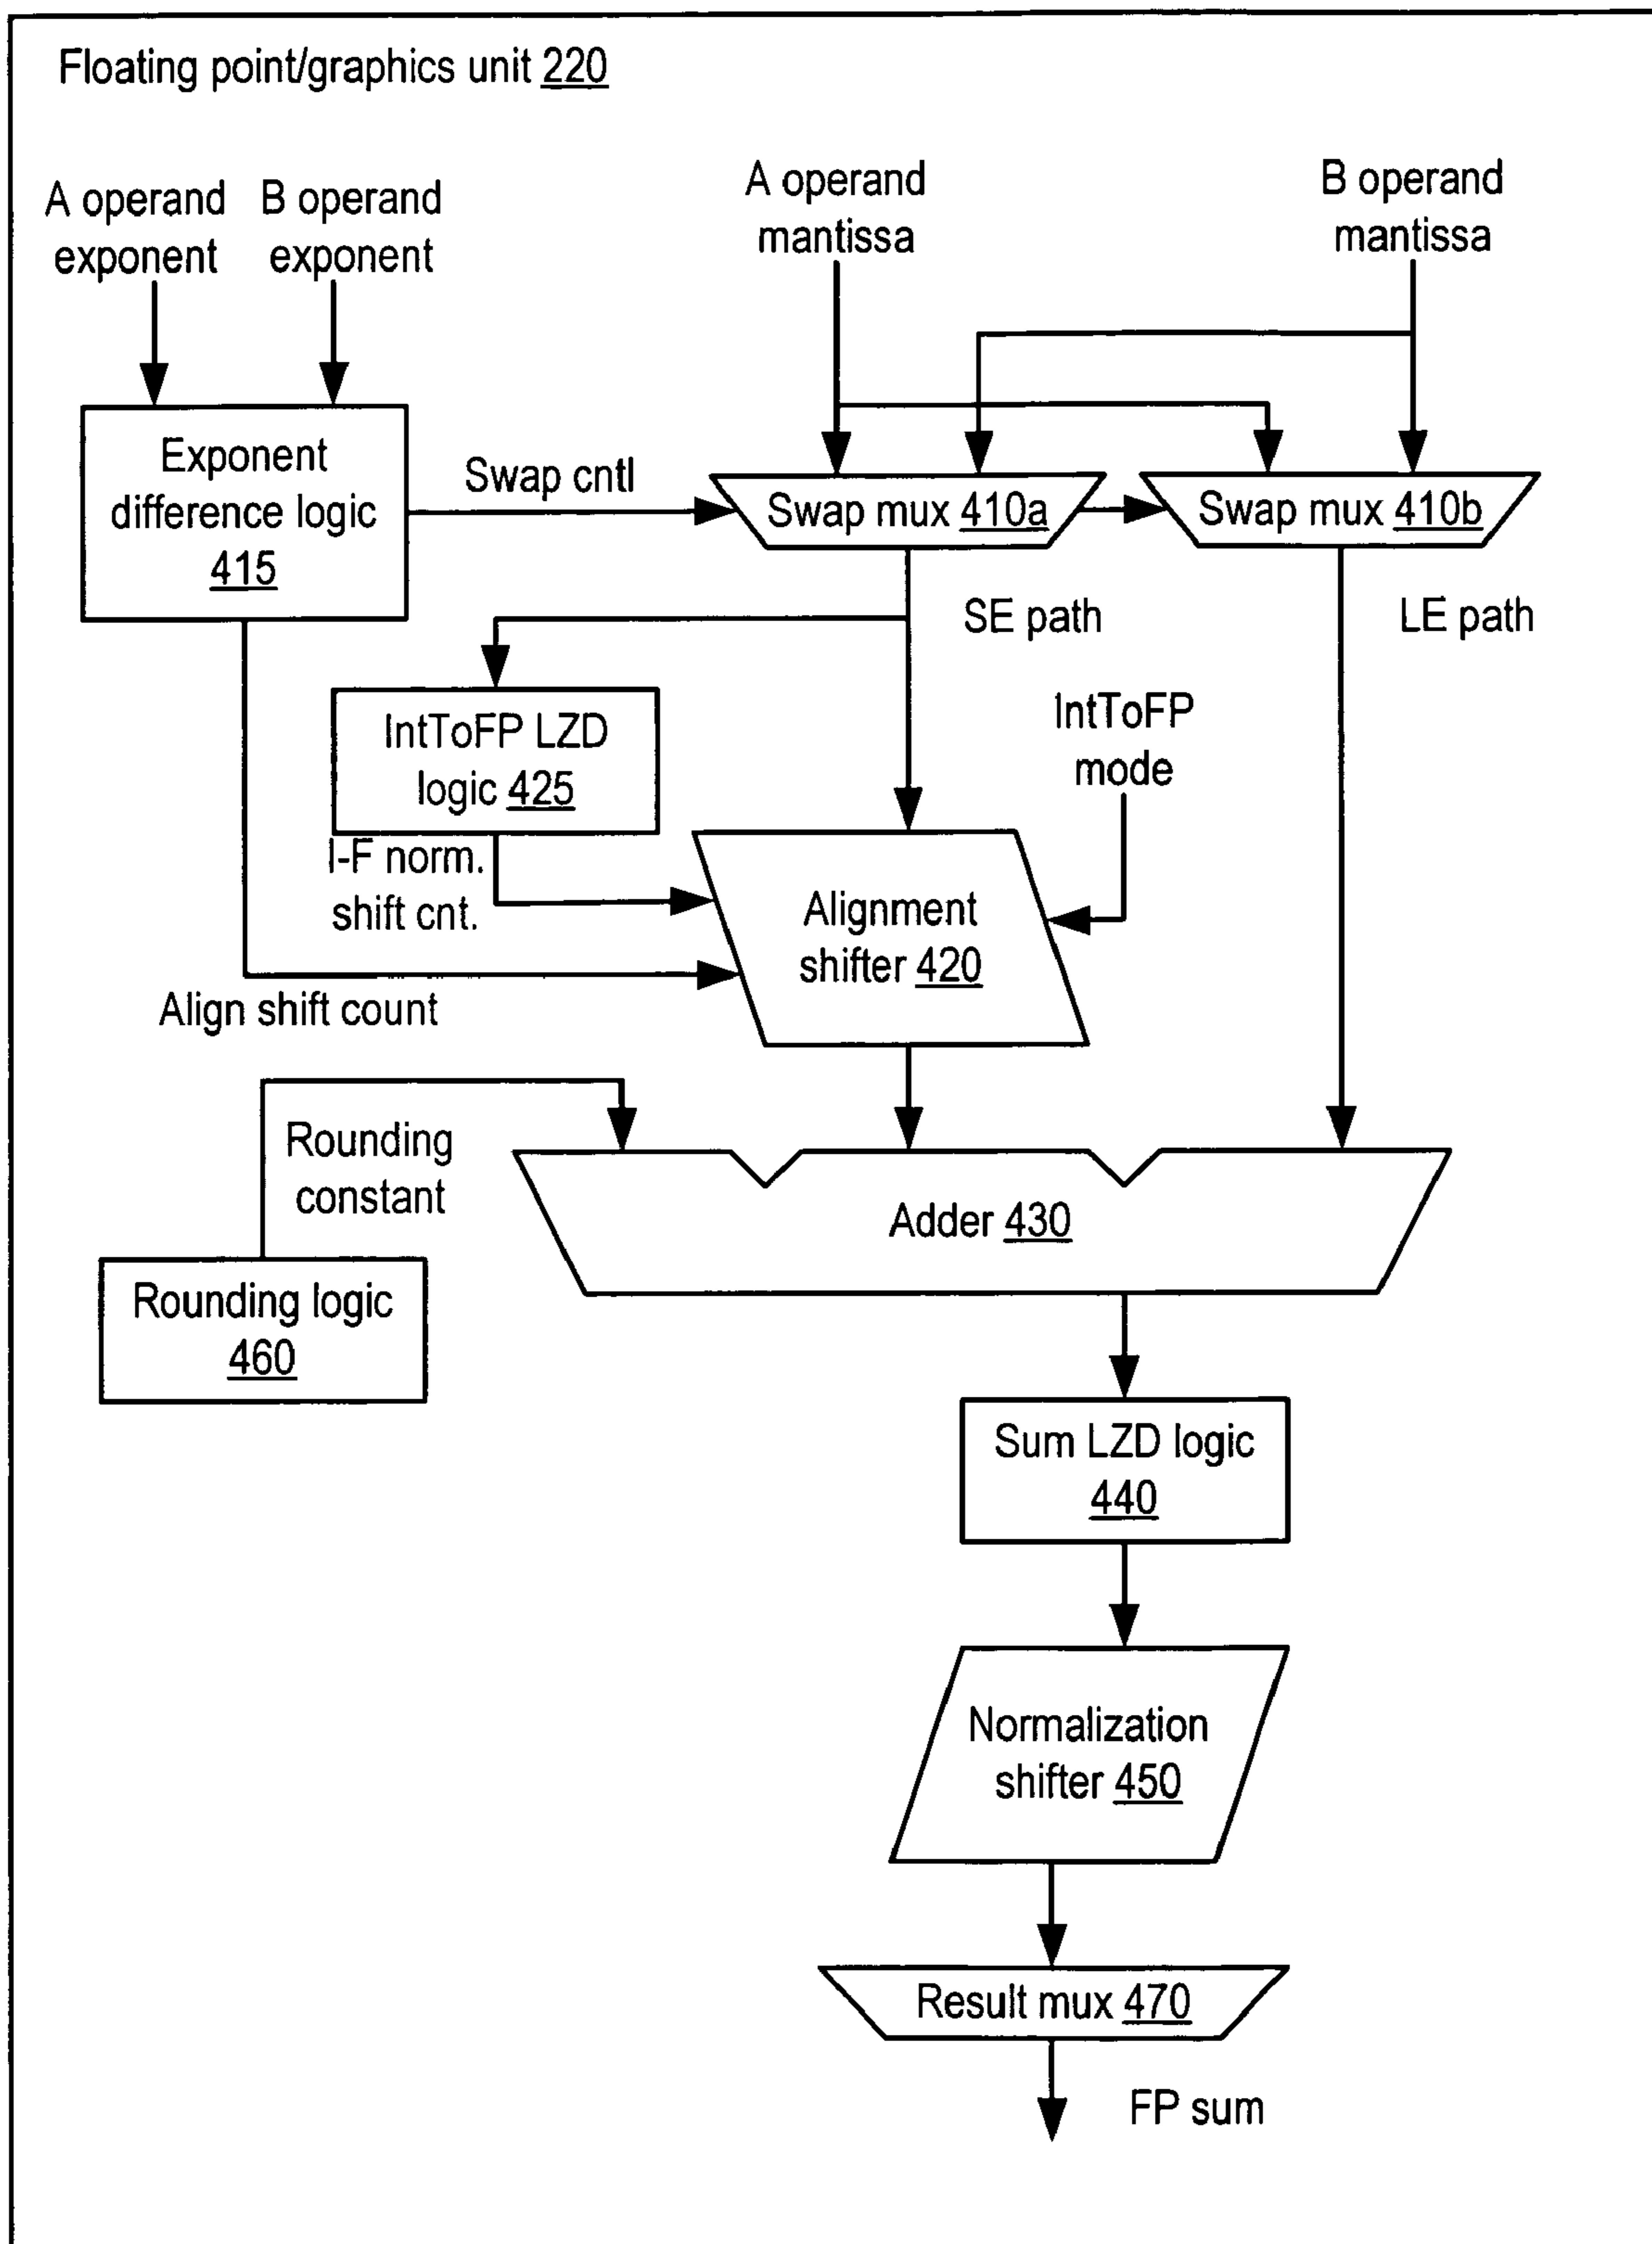 Floating point/graphics unit 220
A operand
exponent
B operand
exponent
A operand
mantissa
B operand
mantissa
Exponent
difference logic
415
Swap cntl
Swap mux 410a
Swap mux 410b
SE path
LE path
IntToFP LZD
logic 425
IntToFP
mode
I-F norm.
shift cnt.
Alignment
shifter 420
Align shift count
Rounding
constant
Adder 430
Rounding logic
460
Sum LZD logic
440
Normalization
shifter 450
Result mux 470
FP sum